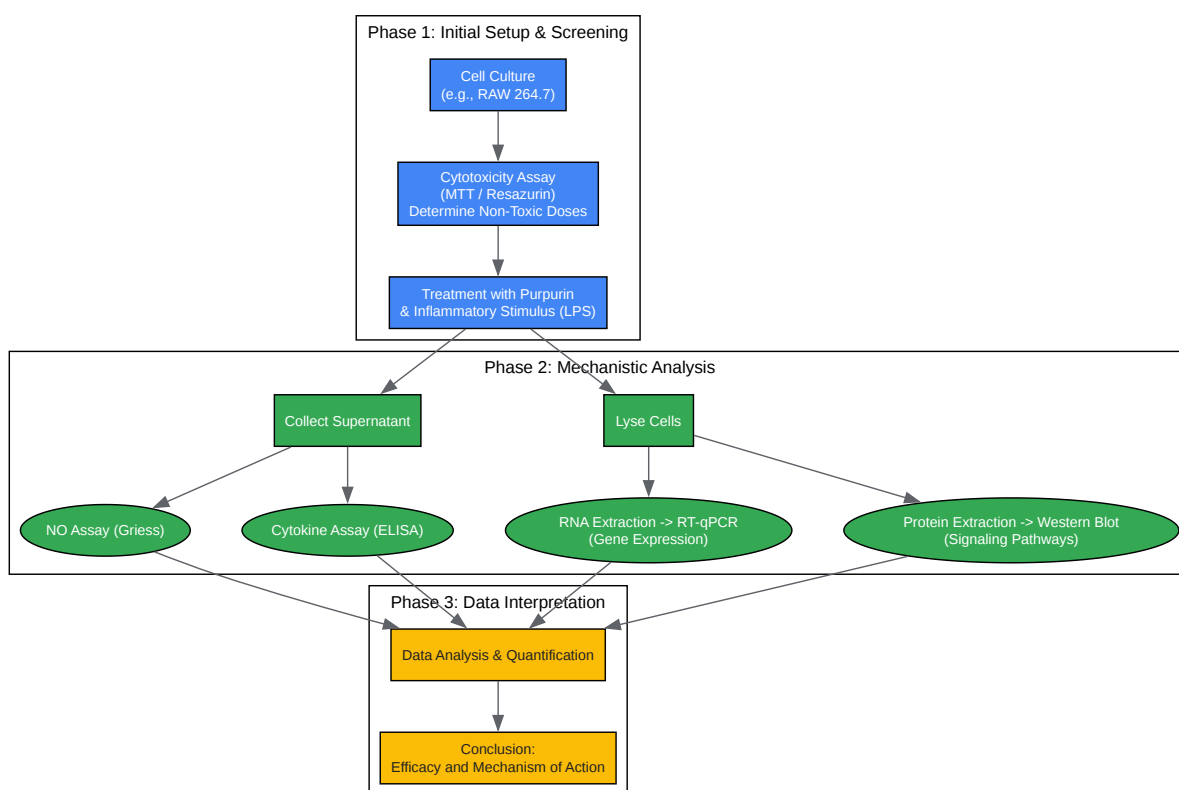 Phase 1: Initial Setup & Screening
Cell Culture
(e.g., RAW 264.7)
Cytotoxicity Assay
(MTT / Resazurin)
Determine Non-Toxic Doses
Treatment with Purpurin
& Inflammatory Stimulus (LPS)
Phase 2: Mechanistic Analysis
Collect Supernatant
Lyse Cells
NO Assay (Griess)
Cytokine Assay (ELISA)
RNA Extraction -> RT-qPCR
(Gene Expression)
Protein Extraction -> Western Blot
(Signaling Pathways)
Phase 3: Data Interpretation
Data Analysis & Quantification
Conclusion:
Efficacy and Mechanism of Action